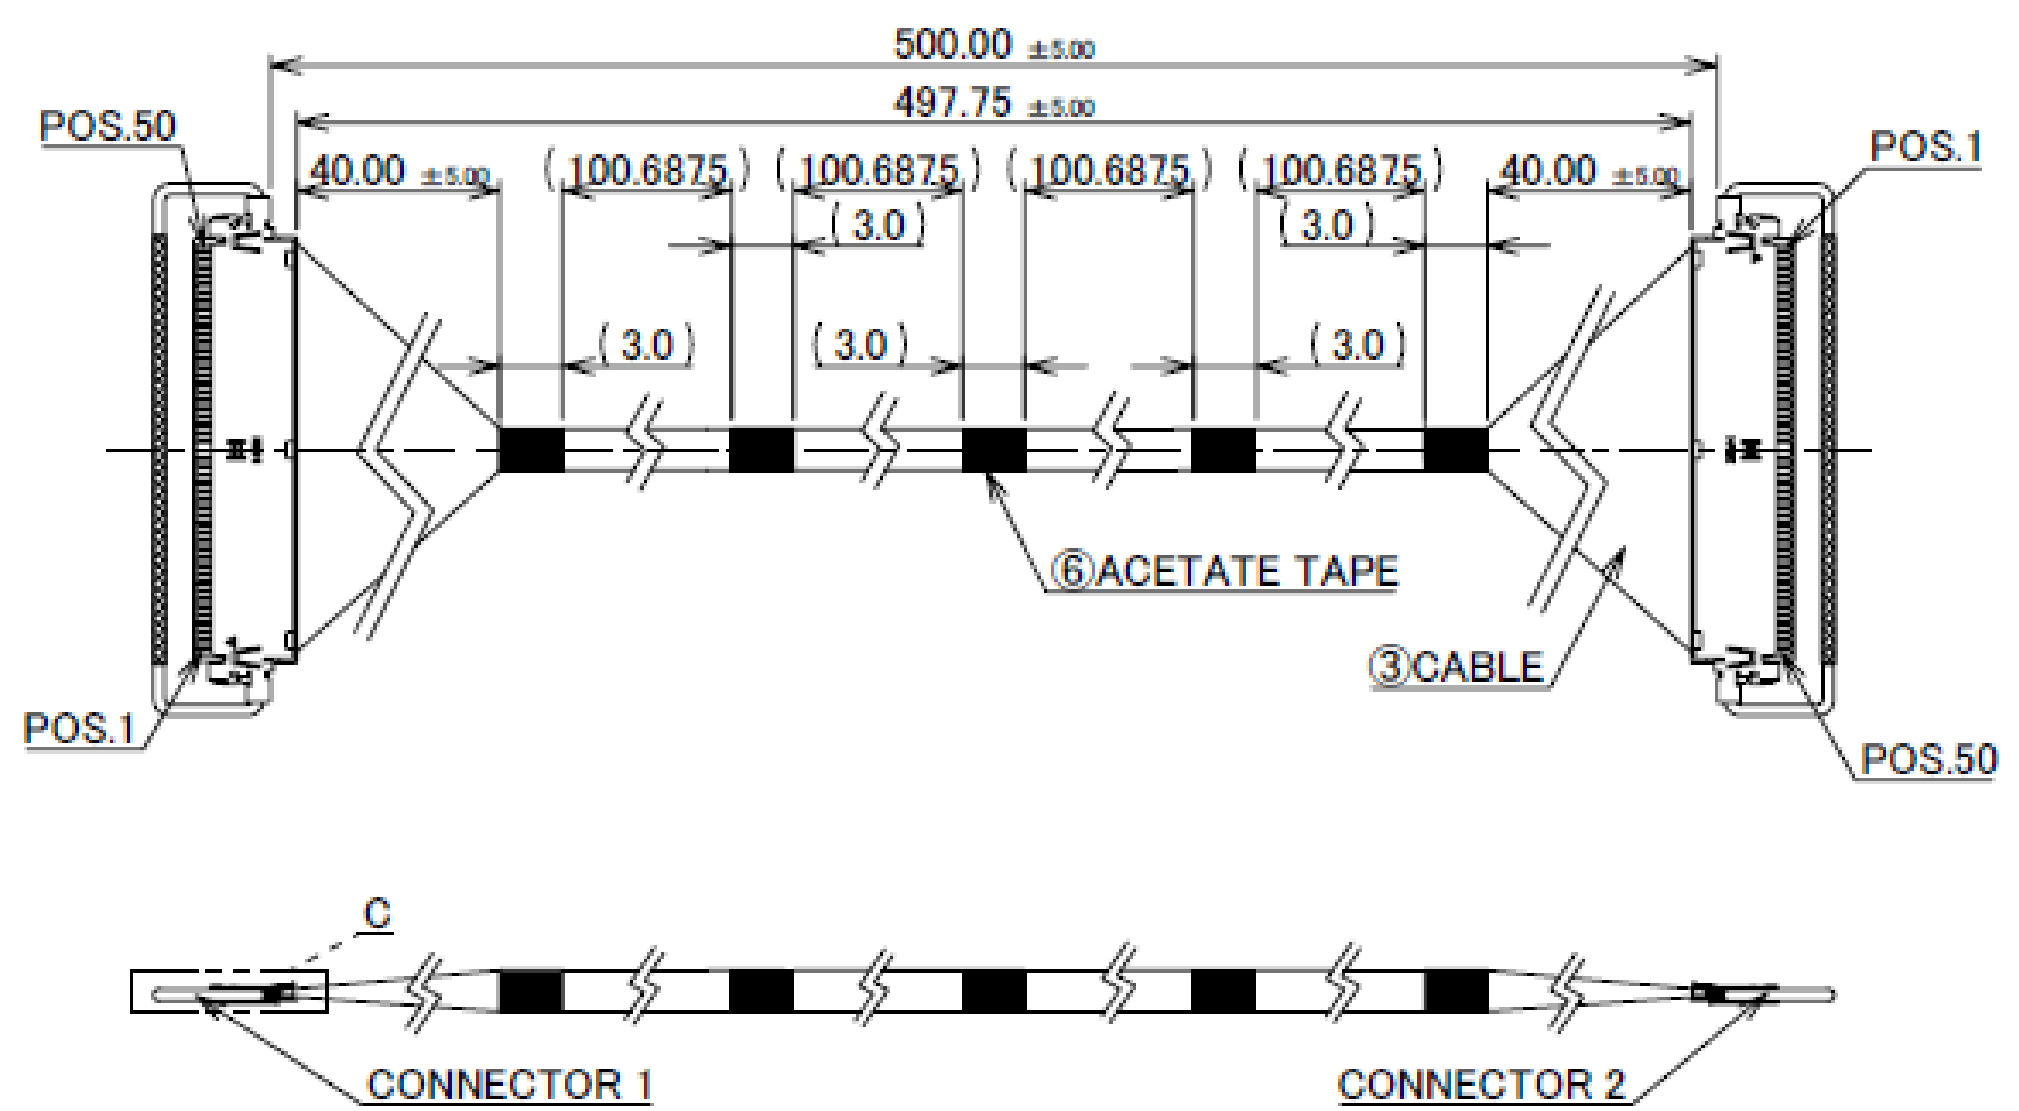 500.00 ±5.00
497.75 ±5.00
POS.50
POS.1
40.00 ±5.00 (100.6875) (100.6875) (100.6875) (100.6875) 40.00 ±5.00
(3.0) (3.0)
(3.0) (3.0) (3.0)
⑥ACETATE TAPE
③CABLE
POS.1
POS.50
C
CONNECTOR 1
CONNECTOR 2